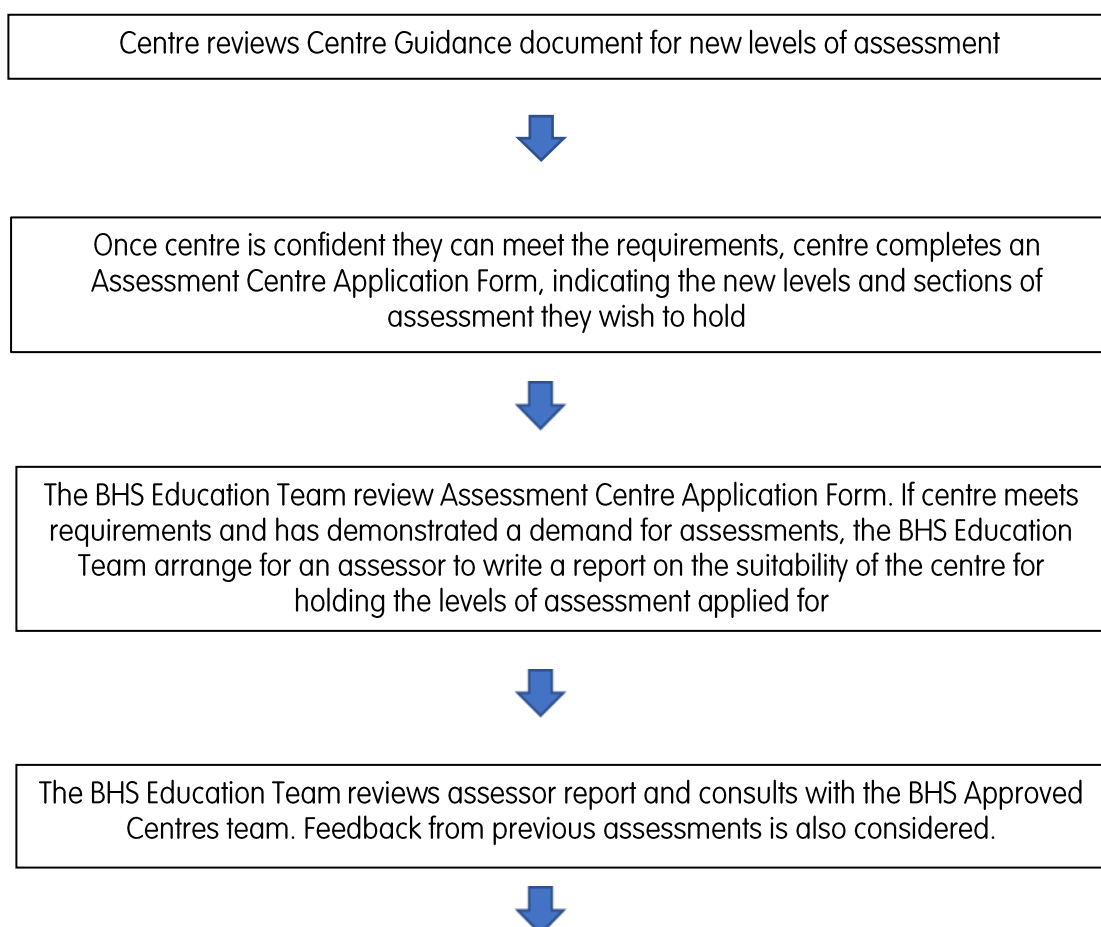 Centre reviews Centre Guidance document for new levels of assessment
Once centre is confident they can meet the requirements, centre completes an
Assessment Centre Application Form, indicating the new levels and sections of
assessment they wish to hold
The BHS Education Team review Assessment Centre Application Form. If centre meets
requirements and has demonstrated a demand for assessments, the BHS Education
Team arrange for an assessor to write a report on the suitability of the centre for
holding the levels of assessment applied for
The BHS Education Team reviews assessor report and consults with the BHS Approved
Centres team. Feedback from previous assessments is also considered.